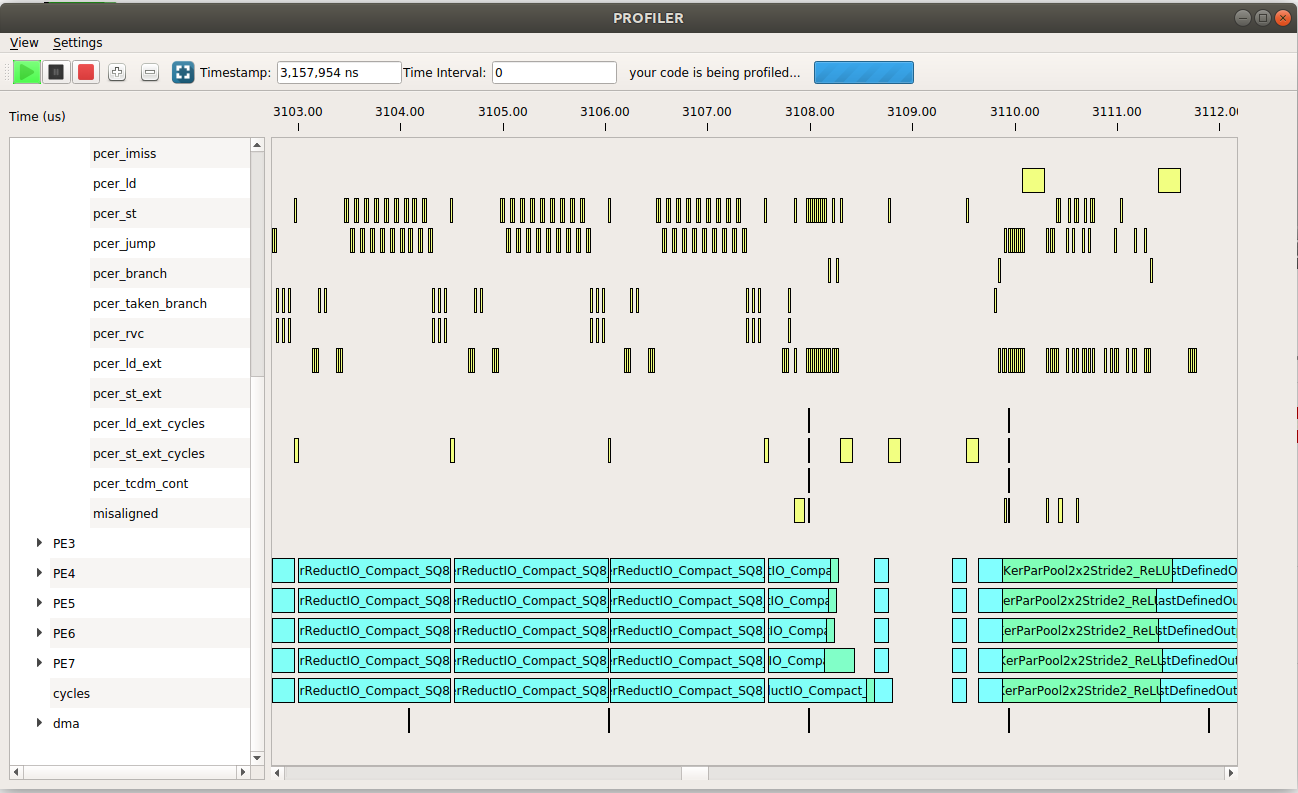 PROFILER
View Settings
Timestamp: 3,157,954 ns Time Interval: 0 your code is being profiled...
Time (us) 3103.00 3104.00 3105.00 3106.00 3107.00 3108.00 3109.00 3110.00 3111.00 3112.0
pcer_imiss
pcer_ld
pcer_st
pcer_jump
pcer_branch
pcer_taken_branch
pcer_rvc
pcer_ld_ext
pcer_st_ext
pcer_ld_ext_cycles
pcer_st_ext_cycles
pcer_tcdm_cont
misaligned
PE3
PE4 rReductIO_Compact_SQ8 rReductIO_Compact_SQ8 rReductIO_Compact_SQ8 tIO_Compa KerParPool2x2Stride2_ReLU stDefinedO
PE5 rReductIO_Compact_SQ8 rReductIO_Compact_SQ8 rReductIO_Compact_SQ8 tIO_Compa erParPool2x2Stride2_ReLU astDefinedOu
PE6 rReductIO_Compact_SQ8 rReductIO_Compact_SQ8 rReductIO_Compact_SQ8 IO_Comp erParPool2x2Stride2_ReL stDefinedOut
PE7 rReductIO_Compact_SQ8 rReductIO_Compact_SQ8 rReductIO_Compact_SQ8 IO_Comp KerParPool2x2Stride2_ReLU stDefinedOut
cycles rReductIO_Compact_SQ8 rReductIO_Compact_SQ8 rReductIO_Compact_SQ8 uctIO_Compact_ erParPool2x2Stride2_ReLU stDefinedOut
dma